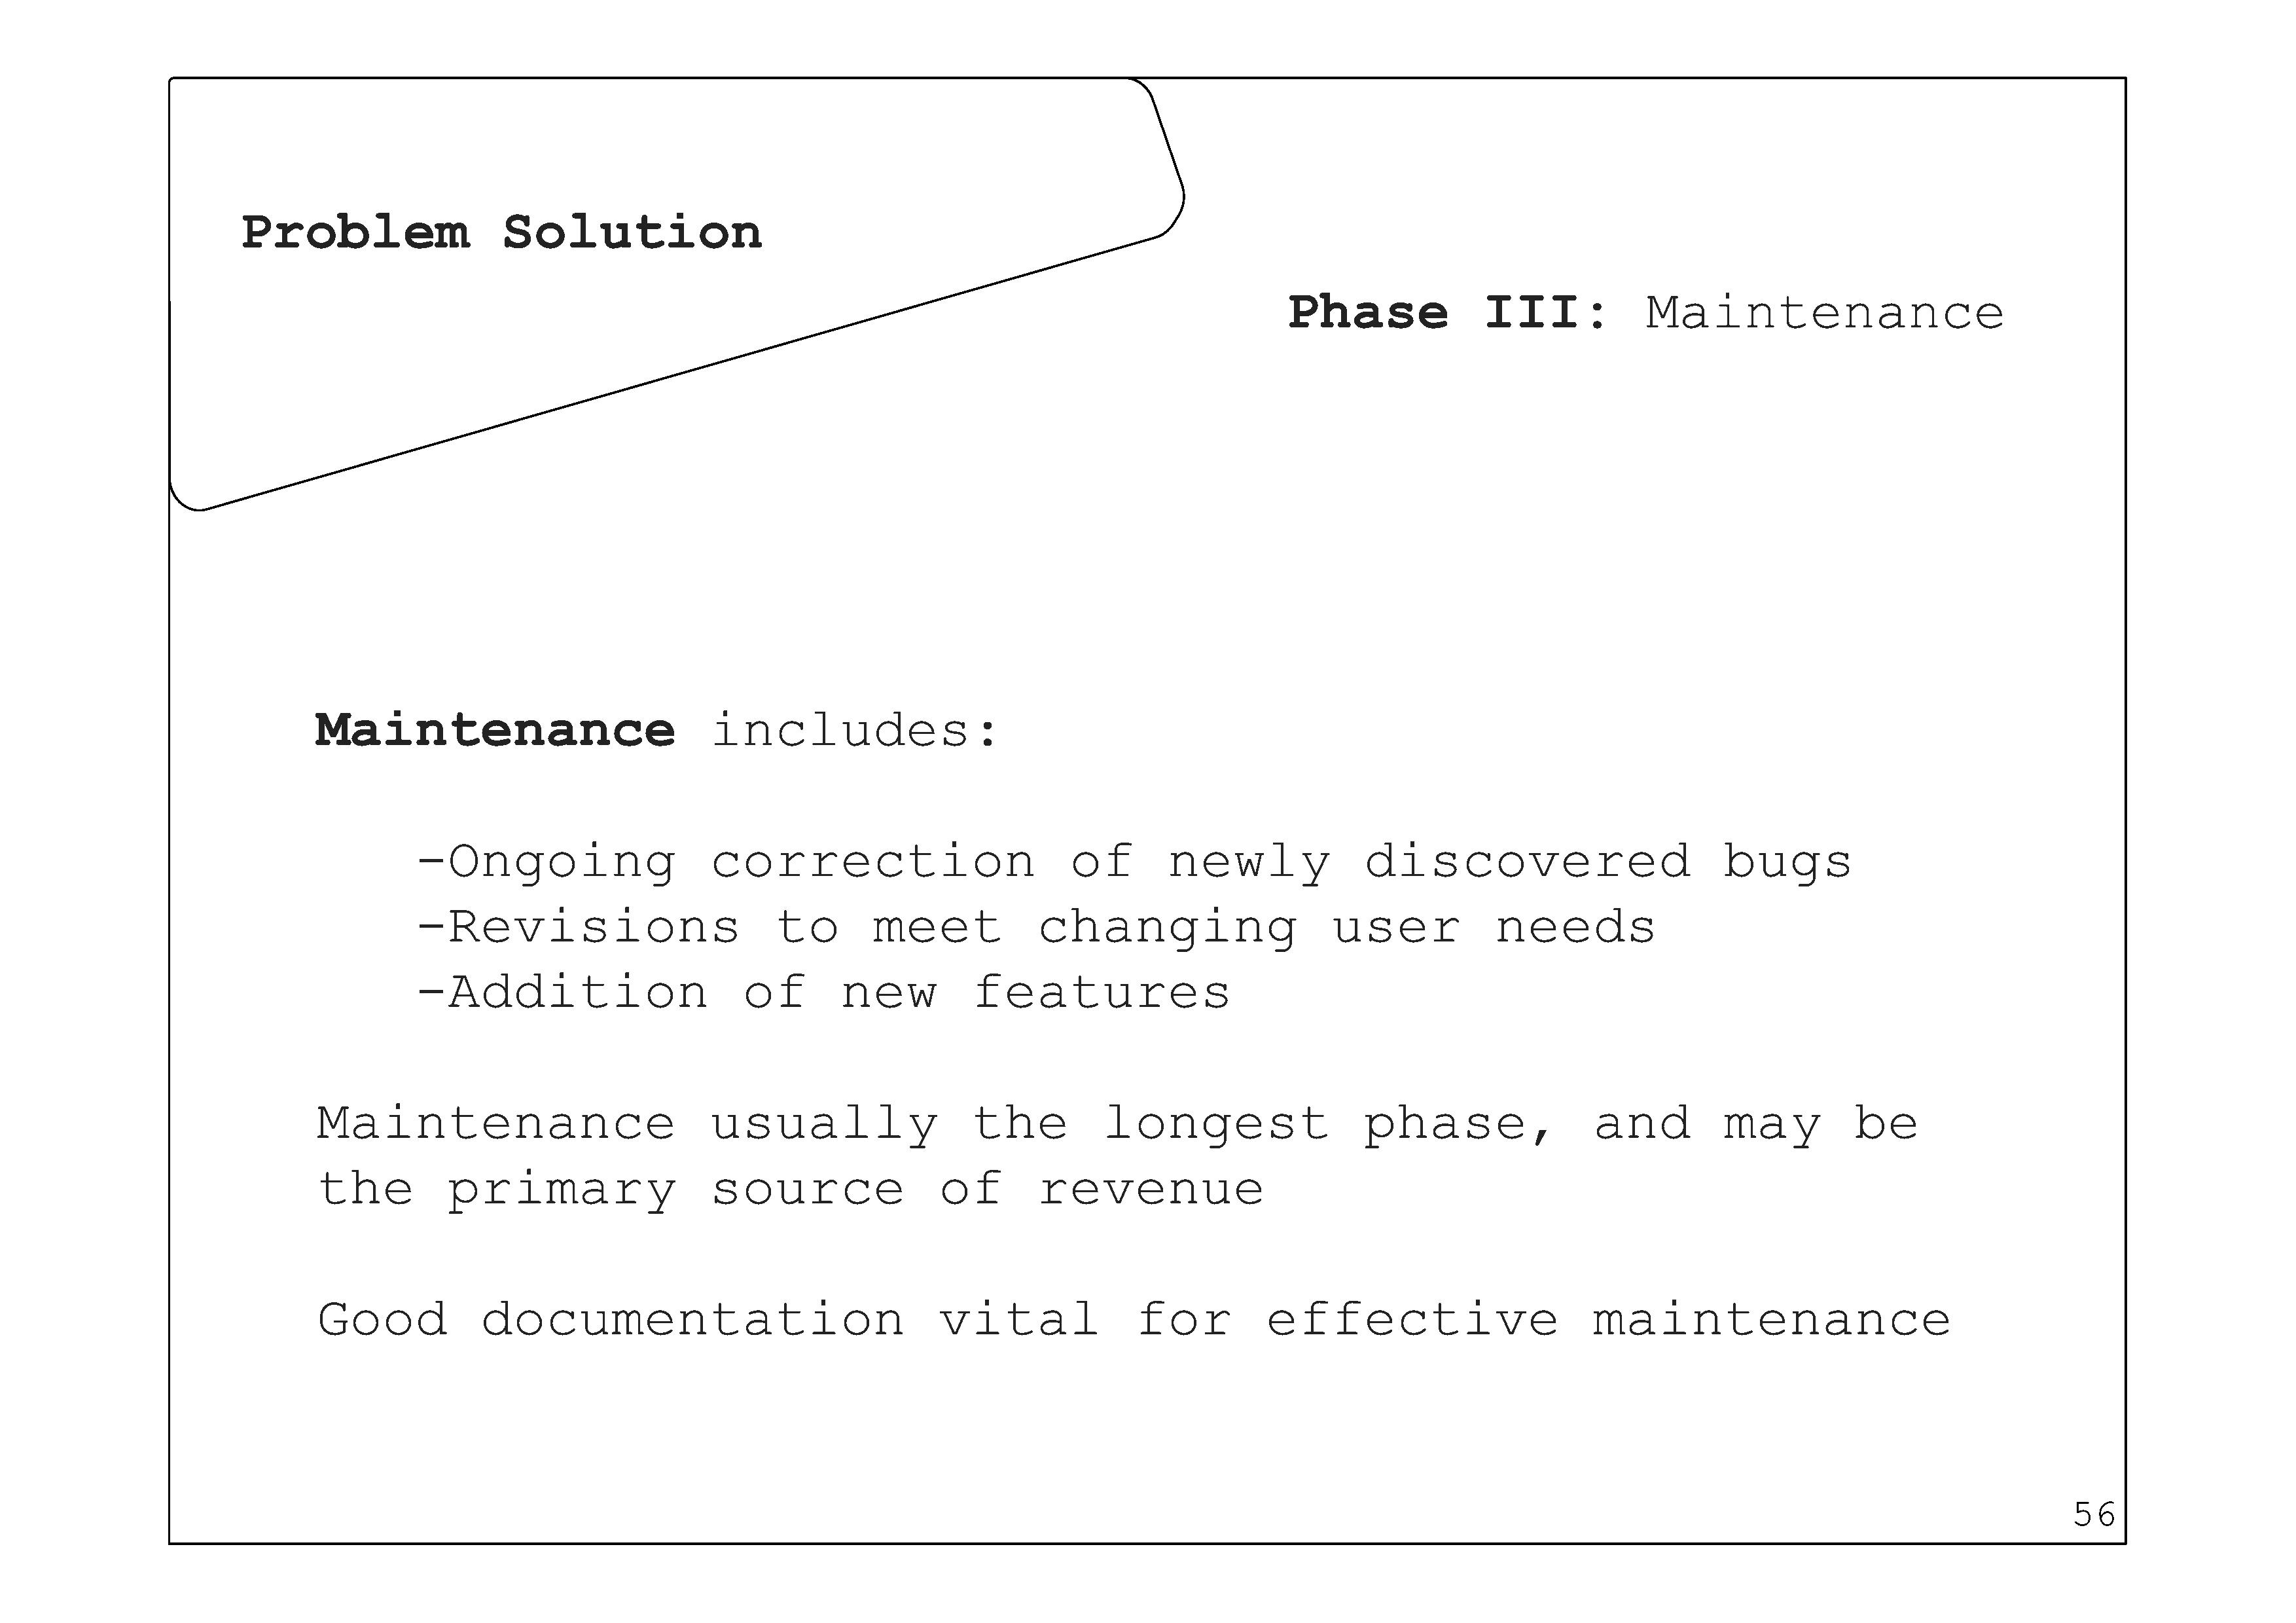 Problem Solution
Phase III: Maintenance
Maintenance includes:
-Ongoing correction of newly discovered bugs
-Revisions to meet changing user needs
-Addition of new features
Maintenance usually the longest phase, and may be
the primary source of revenue
Good documentation vital for effective maintenance
56